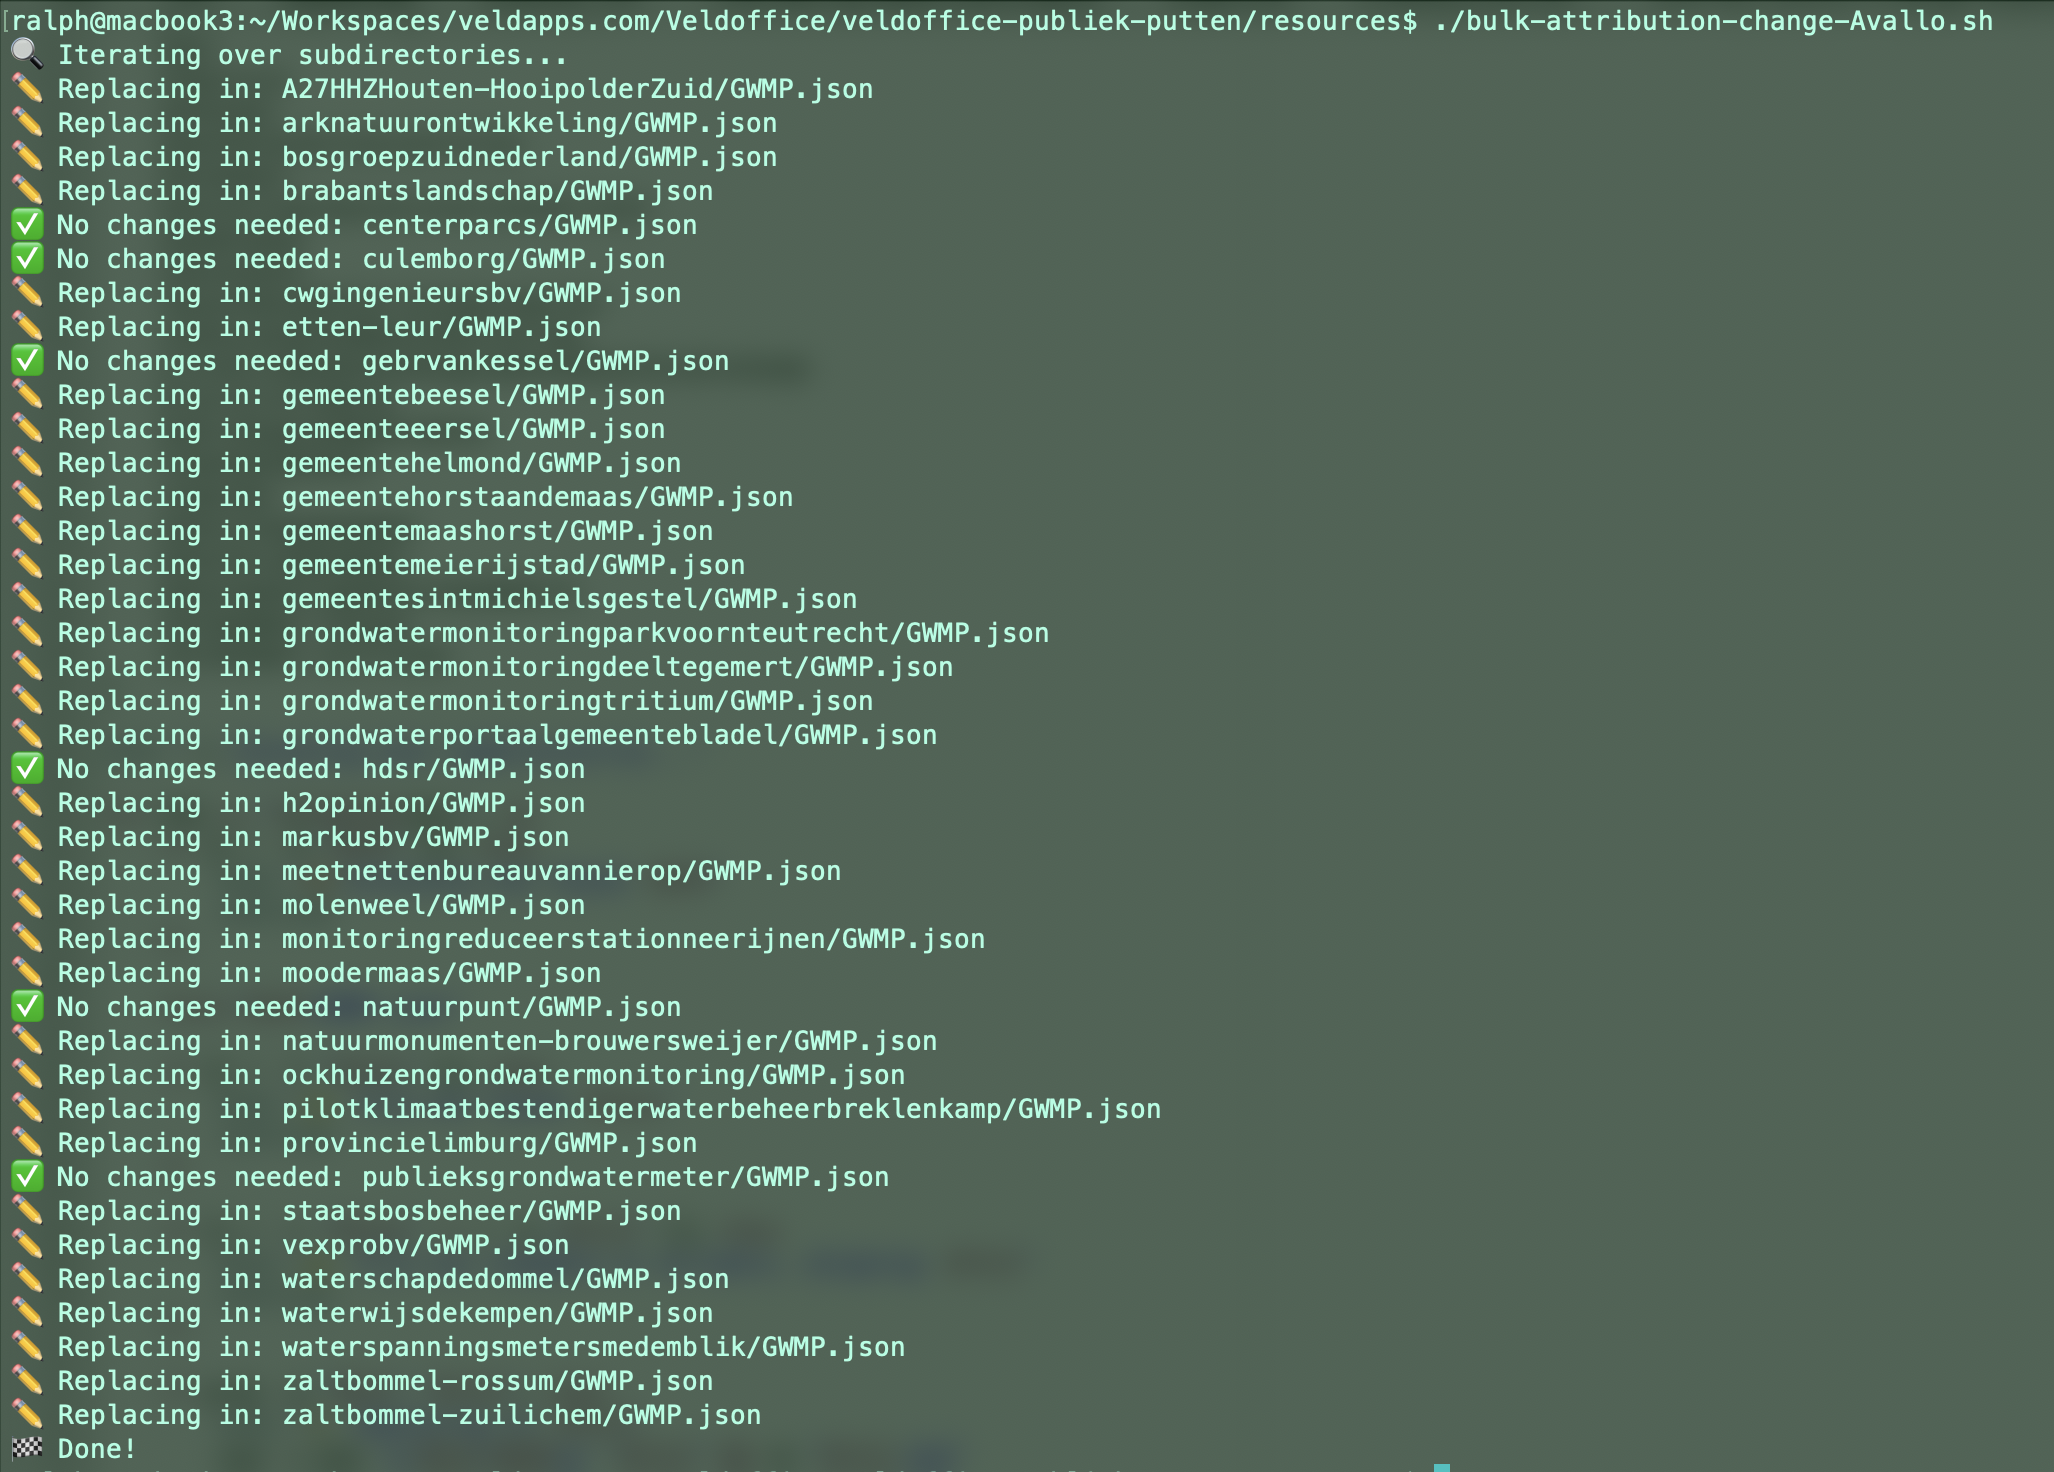 [ralph@macbook3:~/Workspaces/veldapps.com/Veldoffice/veldoffice-publiek-putten/resources$ ./bulk-attribution-change-Avallo.sh
🔍 Iterating over subdirectories...
✏️ Replacing in: A27HHZHouten-HooipolderZuid/GWMP.json
✏️ Replacing in: arknatuurontwikkeling/GWMP.json
✏️ Replacing in: bosgroepzuidnederland/GWMP.json
✏️ Replacing in: brabantslandschap/GWMP.json
✅ No changes needed: centerparcs/GWMP.json
✅ No changes needed: culemborg/GWMP.json
✏️ Replacing in: cwgingenieursbv/GWMP.json
✏️ Replacing in: etten-leur/GWMP.json
✅ No changes needed: gebrvankessel/GWMP.json
✏️ Replacing in: gemeentebeesel/GWMP.json
✏️ Replacing in: gemeenteeersel/GWMP.json
✏️ Replacing in: gemeentehelmond/GWMP.json
✏️ Replacing in: gemeentehorstaandemaas/GWMP.json
✏️ Replacing in: gemeentemaashorst/GWMP.json
✏️ Replacing in: gemeentemeierijstad/GWMP.json
✏️ Replacing in: gemeentesintmichielsgestel/GWMP.json
✏️ Replacing in: grondwatermonitoringparkvoornteutrecht/GWMP.json
✏️ Replacing in: grondwatermonitoringdeeltegemert/GWMP.json
✏️ Replacing in: grondwatermonitoringtritium/GWMP.json
✏️ Replacing in: grondwaterportaalgemeentebladel/GWMP.json
✅ No changes needed: hdsr/GWMP.json
✏️ Replacing in: h2opinion/GWMP.json
✏️ Replacing in: markusbv/GWMP.json
✏️ Replacing in: meetnettenbureauvannierop/GWMP.json
✏️ Replacing in: molenweel/GWMP.json
✏️ Replacing in: monitoringreduceerstationneerijnen/GWMP.json
✏️ Replacing in: moodermaas/GWMP.json
✅ No changes needed: natuurpunt/GWMP.json
✏️ Replacing in: natuurmonumenten-brouwersweijer/GWMP.json
✏️ Replacing in: ockhuizengrondwatermonitoring/GWMP.json
✏️ Replacing in: pilotklimaatbestendigerwaterbeheerbreklenkamp/GWMP.json
✏️ Replacing in: provincielimburg/GWMP.json
✅ No changes needed: publieksgrondwatermeter/GWMP.json
✏️ Replacing in: staatsbosbeheer/GWMP.json
✏️ Replacing in: vexprobv/GWMP.json
✏️ Replacing in: waterschapdedommel/GWMP.json
✏️ Replacing in: waterwijsdekempen/GWMP.json
✏️ Replacing in: waterspanningsmetersmedemblik/GWMP.json
✏️ Replacing in: zaltbommel-rossum/GWMP.json
✏️ Replacing in: zaltbommel-zuilichem/GWMP.json
🏁 Done!